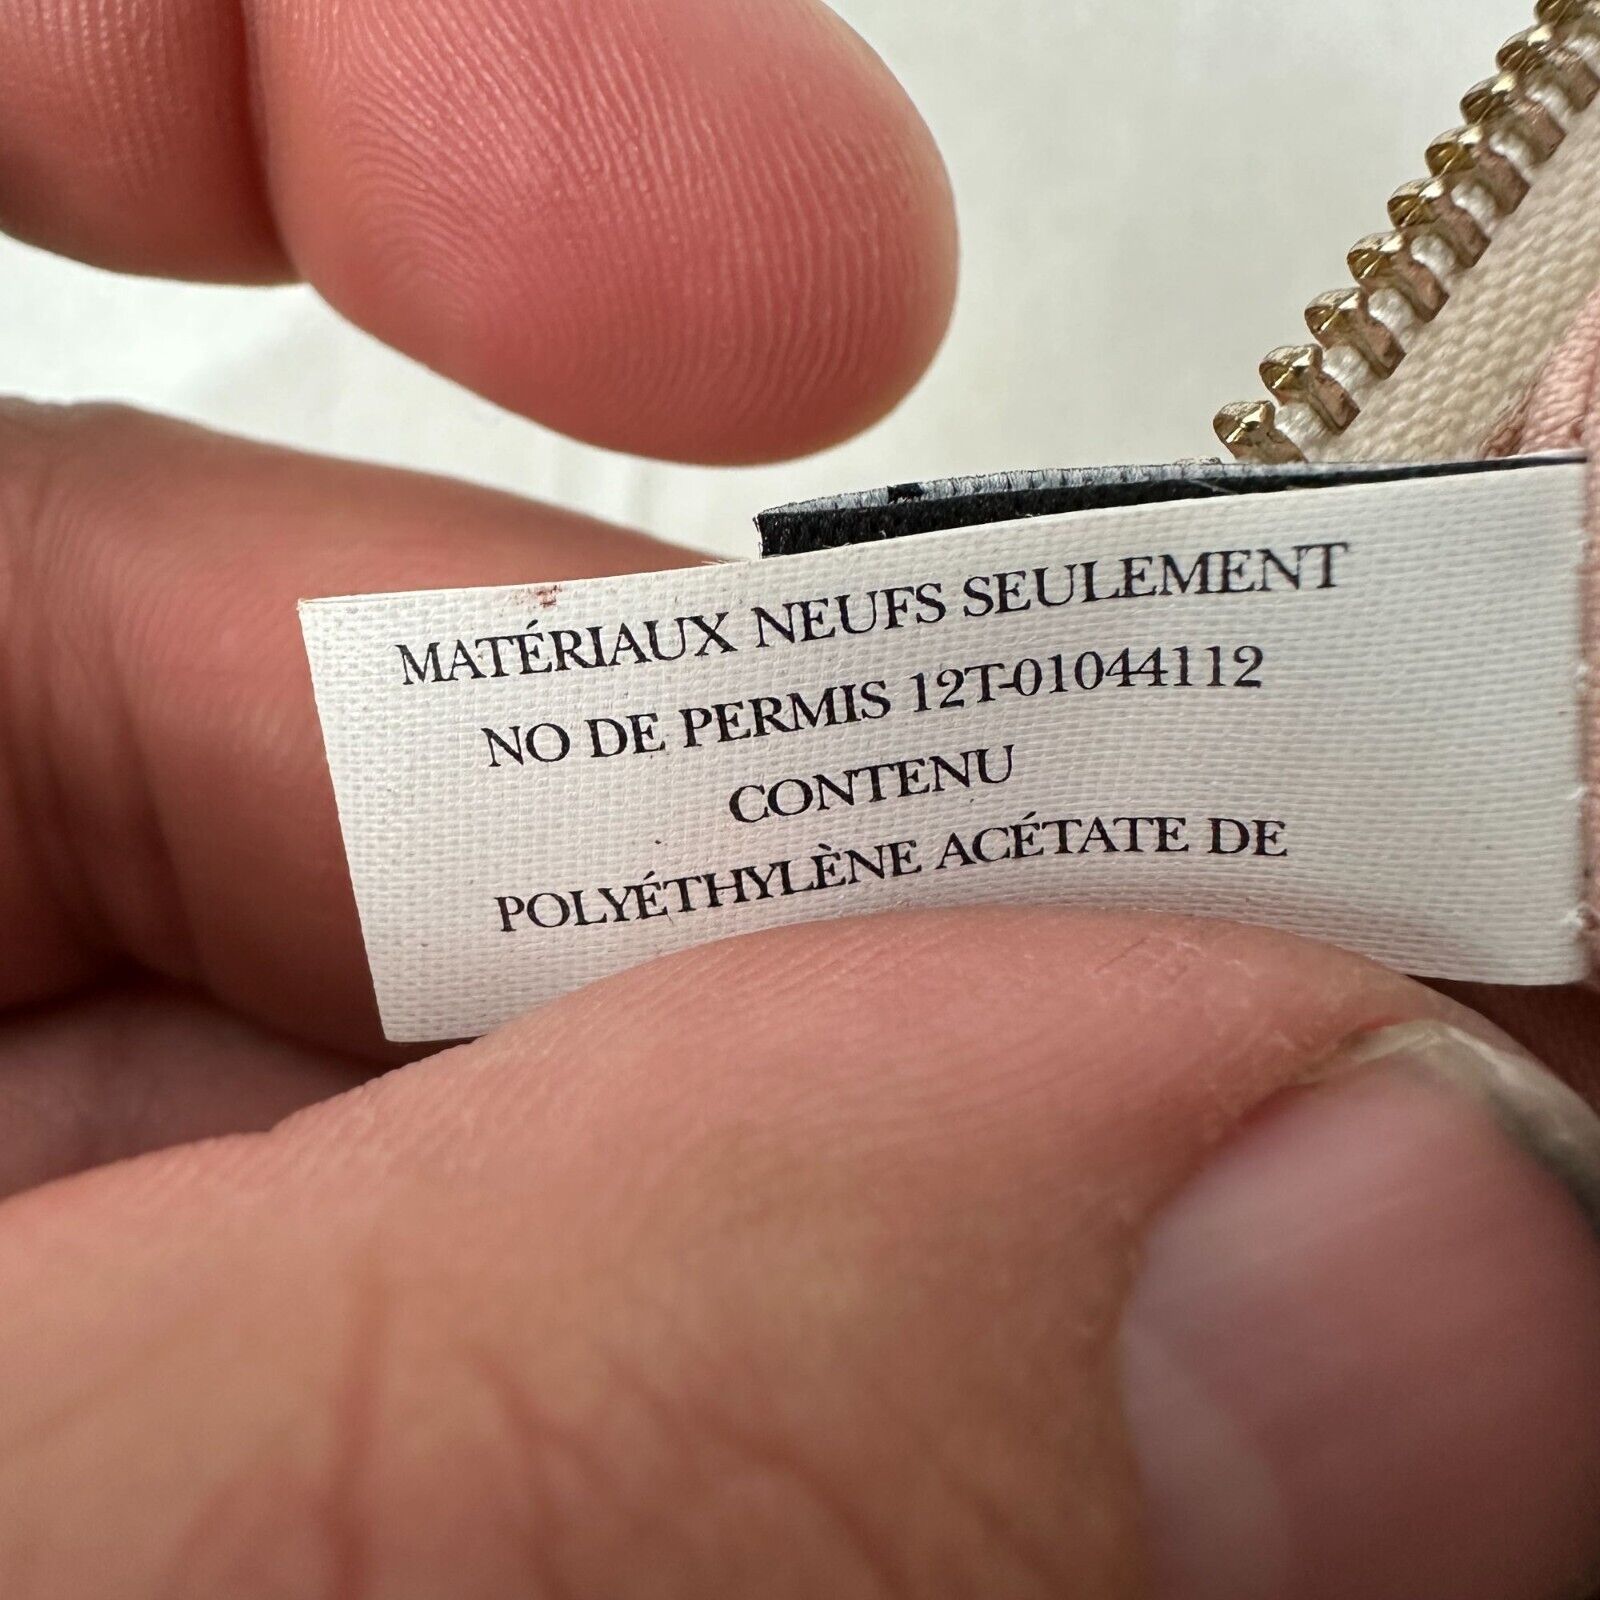 MATÉRIAUX NEUFS SEULEMENT
NO DE PERMIS 12T-01044112
CONTENU
POLYÉTHYLÈNE ACÉTATE DE